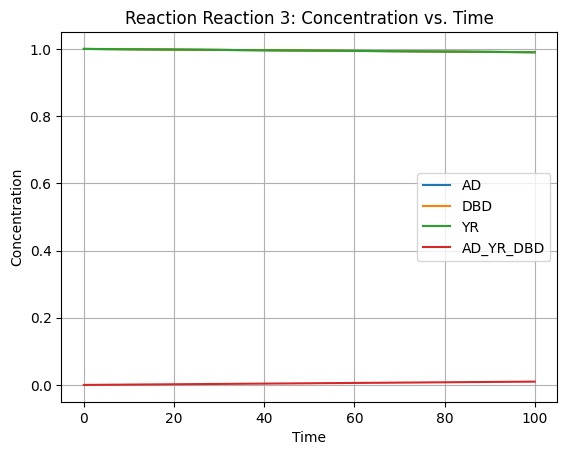 Reaction Reaction 3: Concentration vs. Time
Concentration
1.0
0.8
0.6
0.4
0.2
0.0
AD
DBD
YR
AD_YR_DBD
0 20 40 60 80 100
Time